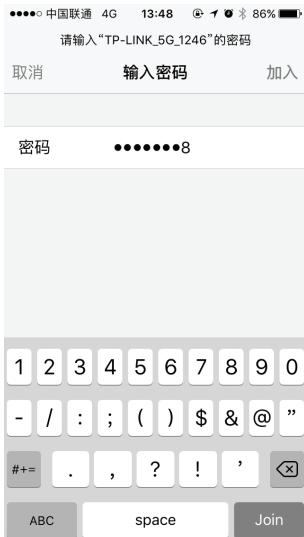 中国联通 4G 13:48 86%
请输入“TP-LINK_5G_1246”的密码
取消 输入密码 加入
密码 ●●●●●●●8
1 2 3 4 5 6 7 8 9 0
- / : ; ( ) $ & @ ”
#+= . , ? ! ’
ABC space Join